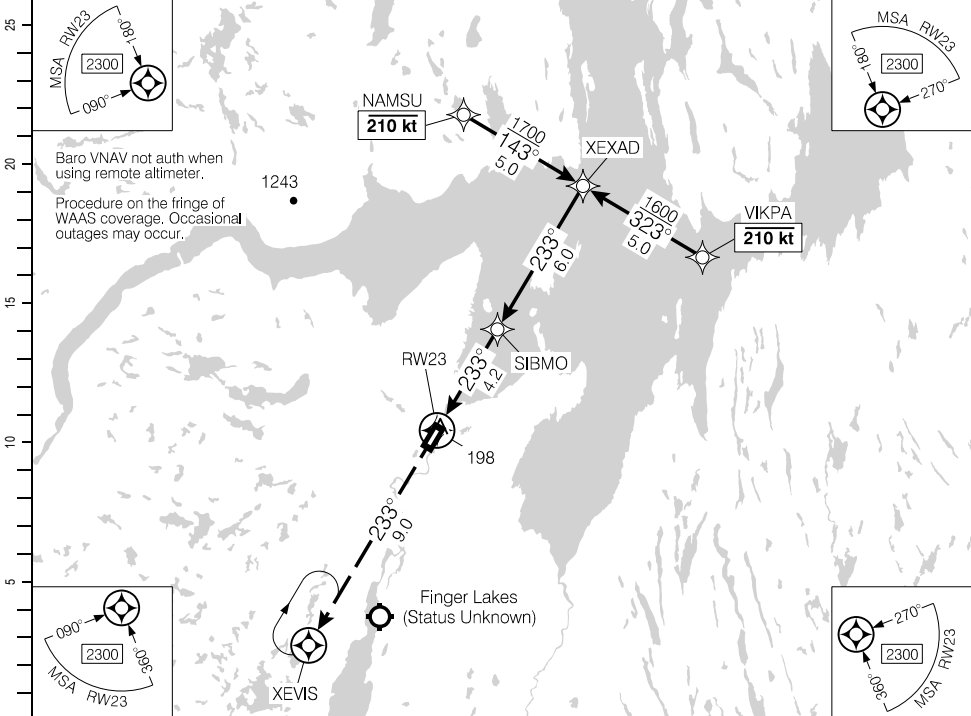 25
20
15
10
5
MSA RW23
180°
2300
090°
MSA RW23
180°
2300
270°
NAMSU
210 kt
1700
143°
5.0
XEXAD
Baro VNAV not auth when
using remote altimeter.
Procedure on the fringe of
WAAS coverage. Occasional
outages may occur.
1243
1600
323°
5.0
VIKPA
210 kt
233°
6.0
SIBMO
RW23
233°
4.2
198
233°
9.0
Finger Lakes
(Status Unknown)
XEVIS
090°
2300
360°
MSA RW23
270°
2300
360°
MSA RW23